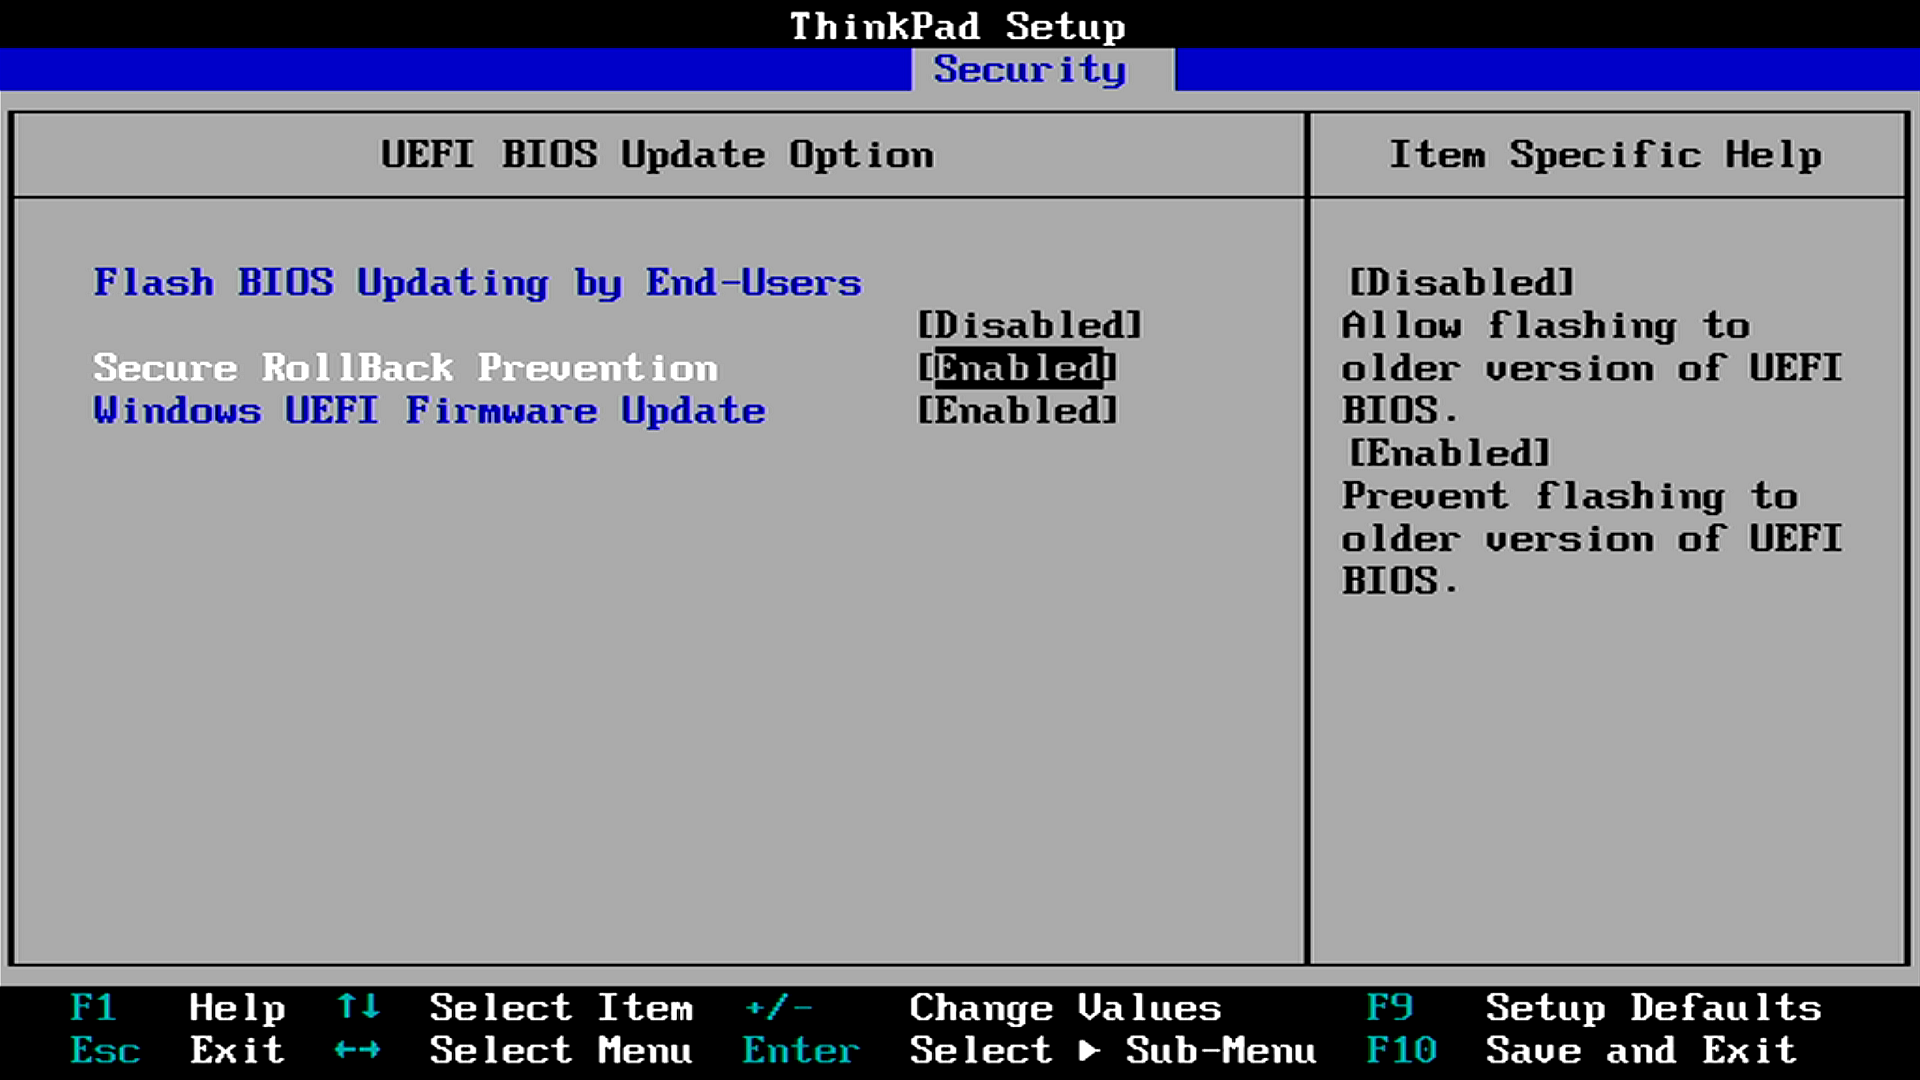 ThinkPad Setup
Security
UEFI BIOS Update Option
Item Specific Help
Flash BIOS Updating by End-Users
[Disabled]
Secure RollBack Prevention [Enabled]
Windows UEFI Firmware Update [Enabled]
[Disabled]
Allow flashing to
older version of UEFI
BIOS.
[Enabled]
Prevent flashing to
older version of UEFI
BIOS.
F1 Help ↑↓ Select Item +/- Change Values F9 Setup Defaults
Esc Exit ←→ Select Menu Enter Select ▶ Sub-Menu F10 Save and Exit